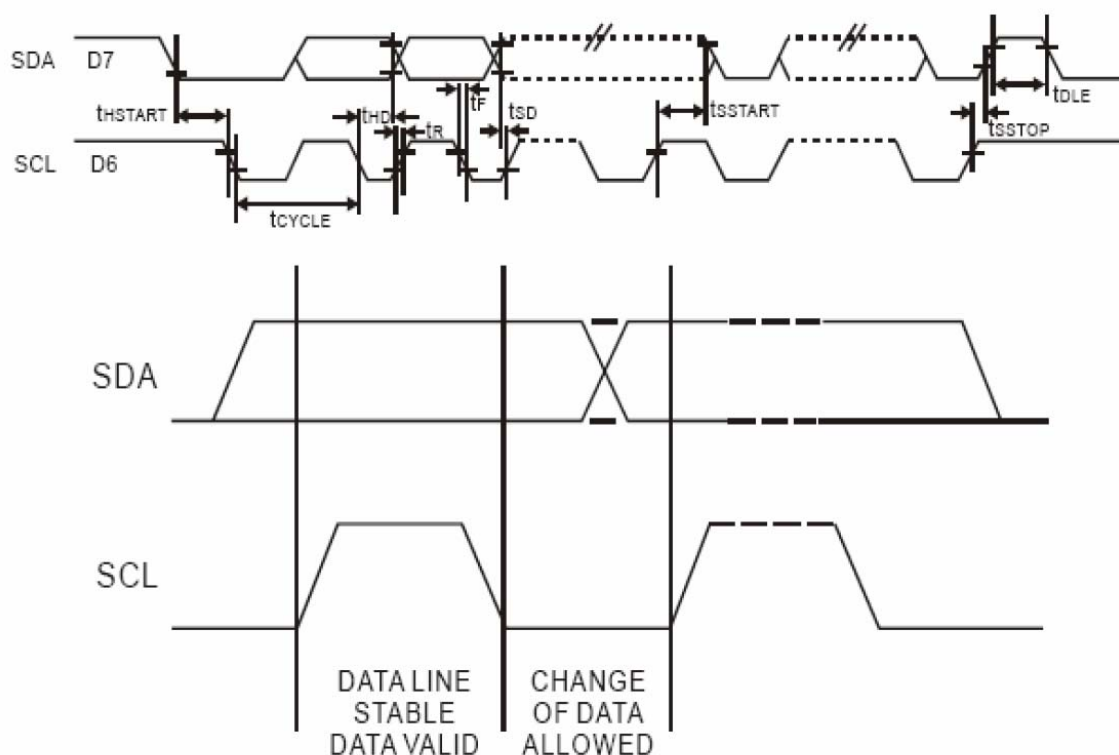 SDA D7
tHSTART
tHD
tF
tR
tSD
tSSTART
tDLE
tSSTOP
SCL D6
tCYCLE
SDA
SCL
DATA LINE
STABLE
DATA VALID
CHANGE
OF DATA
ALLOWED